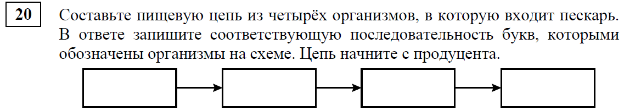 20 Составьте пищевую цепь из четырёх организмов, в которую входит пескарь.
В ответе запишите соответствующую последовательность букв, которыми
обозначены организмы на схеме. Цепь начните с продуцента.